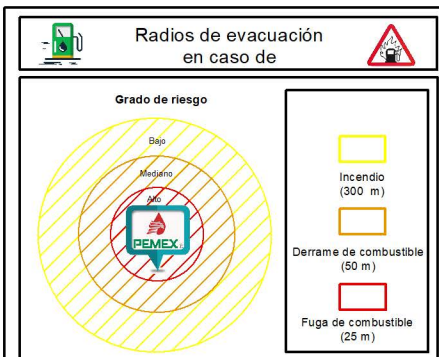 Radios de evacuación
en caso de
Grado de riesgo
Bajo
Mediano
Alto
PEMEX
Incendio
(300 m)
Derrame de combustible
(50 m)
Fuga de combustible
(25 m)